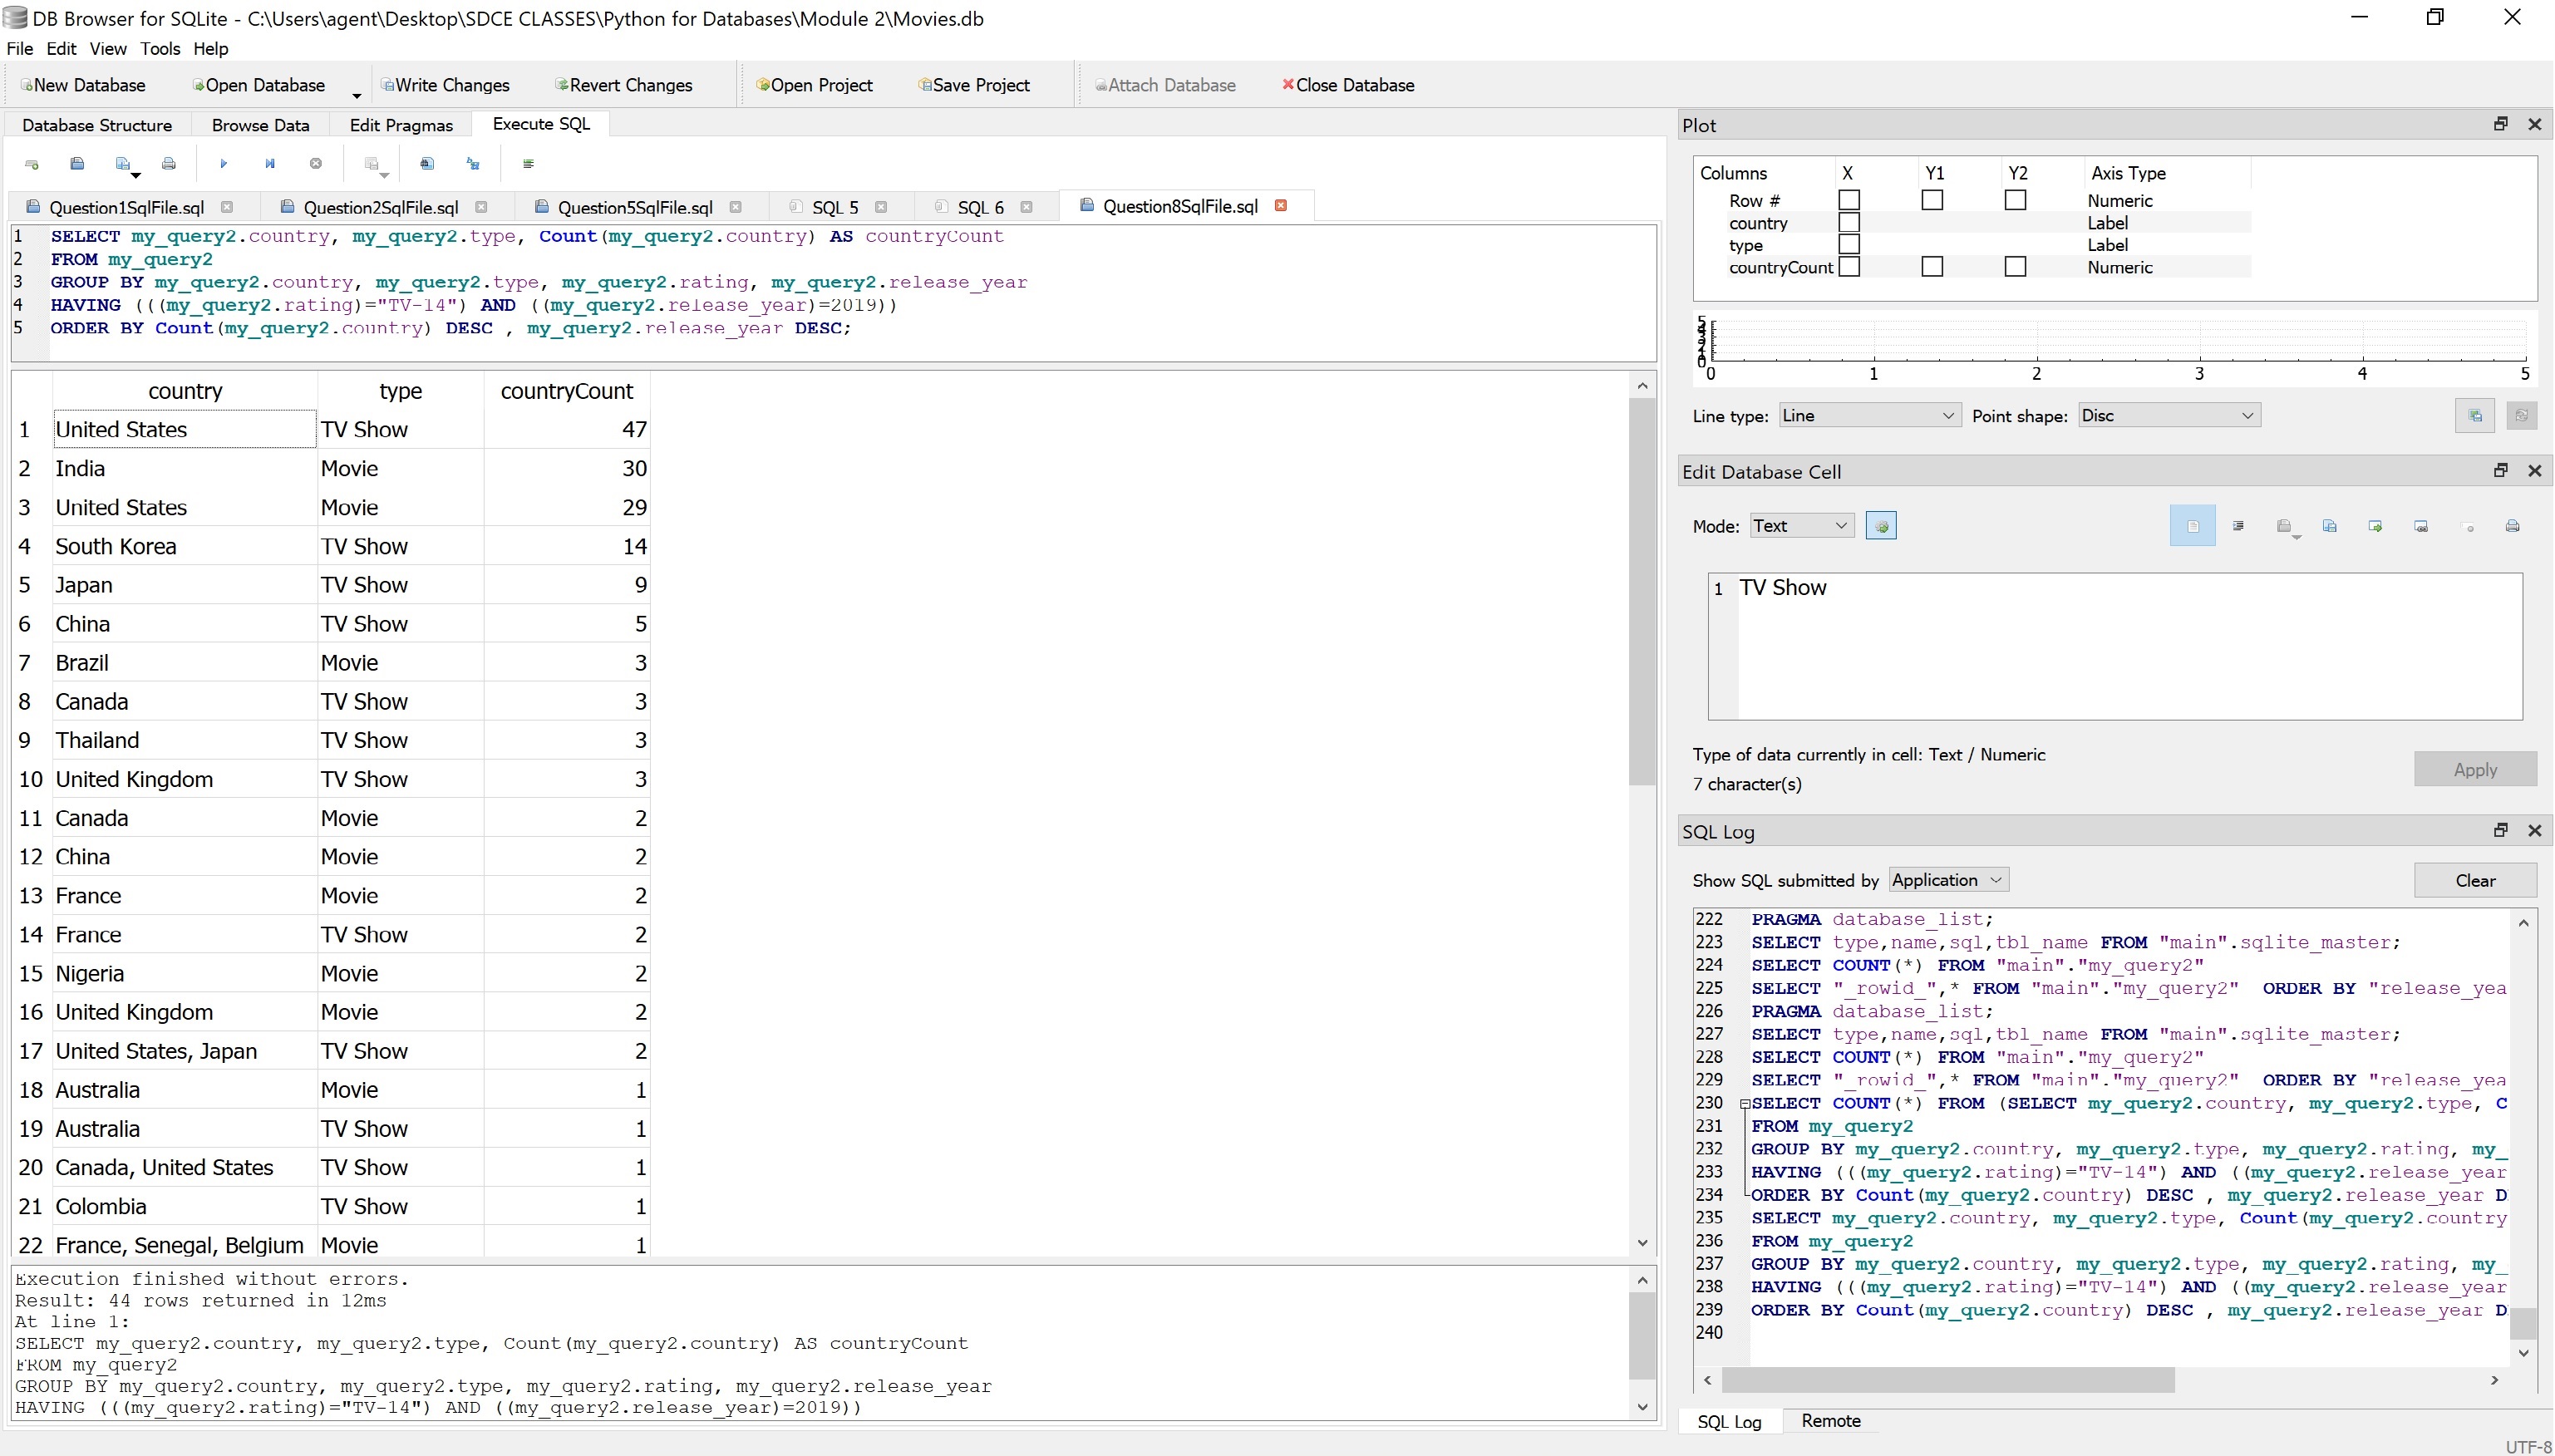 DB Browser for SQLite - C:\Users\agent\Desktop\SDCE CLASSES\Python for Databases\Module 2\Movies.db
File Edit View Tools Help
New Database Open Database Write Changes Revert Changes Open Project Save Project Attach Database Close Database
Database Structure Browse Data Edit Pragmas Execute SQL
Question1SqlFile.sql Question2SqlFile.sql Question5SqlFile.sql SQL 5 SQL 6 Question8SqlFile.sql
1 SELECT my_query2.country, my_query2.type, Count(my_query2.country) AS countryCount
2 FROM my_query2
3 GROUP BY my_query2.country, my_query2.type, my_query2.rating, my_query2.release_year
4 HAVING (((my_query2.rating)="TV-14") AND ((my_query2.release_year)=2019))
5 ORDER BY Count(my_query2.country) DESC , my_query2.release_year DESC;
country type countryCount
1 United States TV Show 47
2 India Movie 30
3 United States Movie 29
4 South Korea TV Show 14
5 Japan TV Show 9
6 China TV Show 5
7 Brazil Movie 3
8 Canada TV Show 3
9 Thailand TV Show 3
10 United Kingdom TV Show 3
11 Canada Movie 2
12 China Movie 2
13 France Movie 2
14 France TV Show 2
15 Nigeria Movie 2
16 United Kingdom Movie 2
17 United States, Japan TV Show 2
18 Australia Movie 1
19 Australia TV Show 1
20 Canada, United States TV Show 1
21 Colombia TV Show 1
22 France, Senegal, Belgium Movie 1
Execution finished without errors.
Result: 44 rows returned in 12ms
At line 1:
SELECT my_query2.country, my_query2.type, Count(my_query2.country) AS countryCount
FROM my_query2
GROUP BY my_query2.country, my_query2.type, my_query2.rating, my_query2.release_year
HAVING (((my_query2.rating)="TV-14") AND ((my_query2.release_year)=2019))
Plot
Columns X Y1 Y2 Axis Type
Row # Numeric
country Label
type Label
countryCount Numeric
5
4
3
2
1
0
0 1 2 3 4 5
Line type: Line Point shape: Disc
Edit Database Cell
Mode: Text
1 TV Show
Type of data currently in cell: Text / Numeric
7 character(s)
Apply
SQL Log
Show SQL submitted by Application Clear
222 PRAGMA database_list;
223 SELECT type,name,sql,tbl_name FROM "main".sqlite_master;
224 SELECT COUNT(*) FROM "main"."my_query2"
225 SELECT "_rowid_",* FROM "main"."my_query2" ORDER BY "release_yea
226 PRAGMA database_list;
227 SELECT type,name,sql,tbl_name FROM "main".sqlite_master;
228 SELECT COUNT(*) FROM "main"."my_query2"
229 SELECT "_rowid_",* FROM "main"."my_query2" ORDER BY "release_yea
230 SELECT COUNT(*) FROM (SELECT my_query2.country, my_query2.type, C
231 FROM my_query2
232 GROUP BY my_query2.country, my_query2.type, my_query2.rating, my_
233 HAVING (((my_query2.rating)="TV-14") AND ((my_query2.release_year
234 ORDER BY Count(my_query2.country) DESC , my_query2.release_year D
235 SELECT my_query2.country, my_query2.type, Count(my_query2.country
236 FROM my_query2
237 GROUP BY my_query2.country, my_query2.type, my_query2.rating, my_
238 HAVING (((my_query2.rating)="TV-14") AND ((my_query2.release_year
239 ORDER BY Count(my_query2.country) DESC , my_query2.release_year D
240
SQL Log Remote
UTF-8